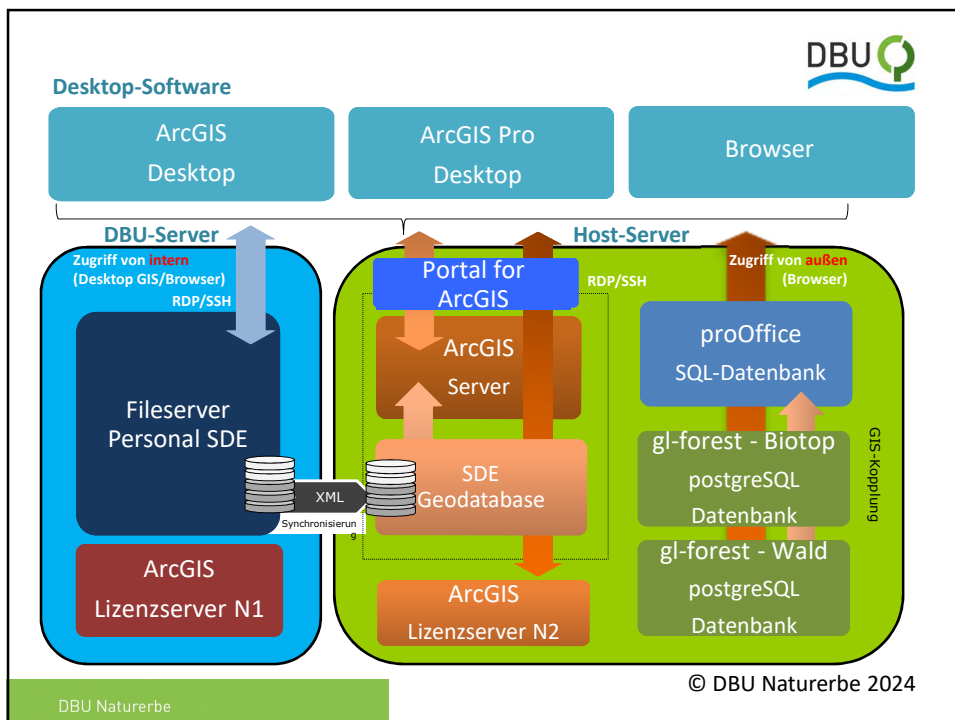 DBU
Desktop-Software
ArcGIS
Desktop
ArcGIS Pro
Desktop
Browser
DBU-Server
Host-Server
Zugriff von intern
(Desktop GIS/Browser)
RDP/SSH
Portal for
ArcGIS
RDP/SSH
Zugriff von außen
(Browser)
ArcGIS
Server
proOffice
SQL-Datenbank
Fileserver
Personal SDE
SDE
Geodatabase
gl-forest - Biotop
postgreSQL
Datenbank
GIS-Kopplung
XML
Synchronisierun
g
gl-forest - Wald
postgreSQL
Datenbank
ArcGIS
Lizenzserver N1
ArcGIS
Lizenzserver N2
© DBU Naturerbe 2024
DBU Naturerbe